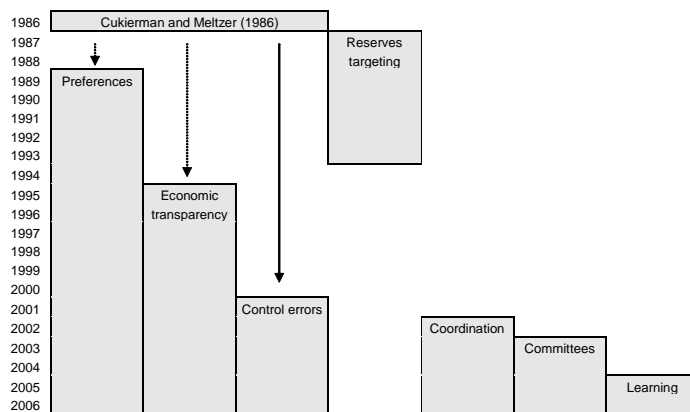 1986 Cukierman and Meltzer (1986)
1987 Reserves
1988 targeting
1989 Preferences
1990
1991
1992
1993
1994
1995 Economic
1996 transparency
1997
1998
1999
2000
2001 Control errors
2002 Coordination
2003 Committees
2004
2005 Learning
2006